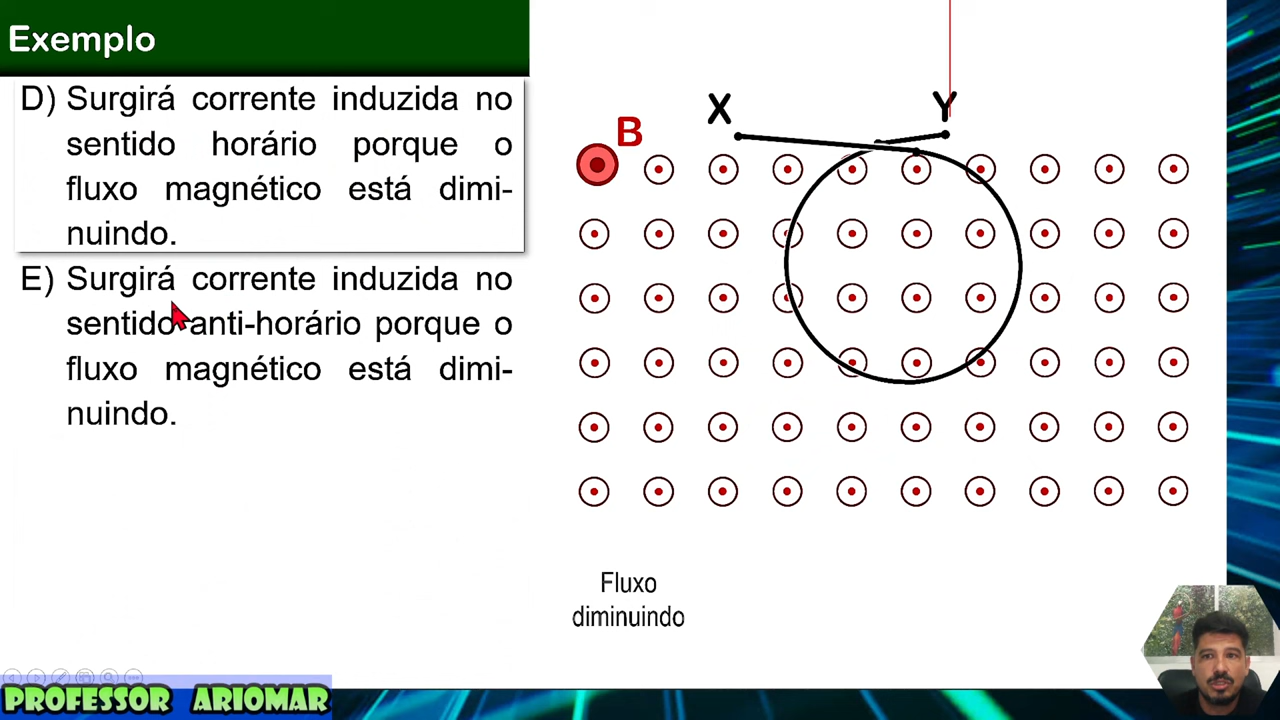 Exemplo
D) Surgirá corrente induzida no
sentido horário porque o
fluxo magnético está dimi-
nuindo.
E) Surgirá corrente induzida no
sentido anti-horário porque o
fluxo magnético está dimi-
nuindo.
B
X
Y
Fluxo
diminuindo
PROFESSOR ARIOMAR